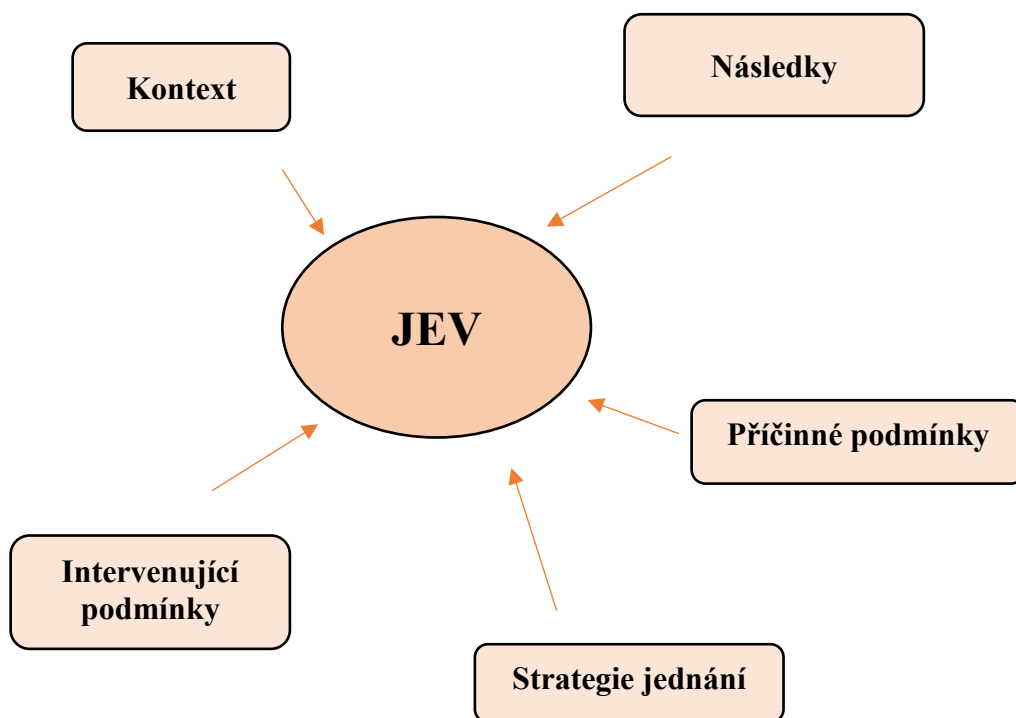 Kontext
Následky
JEV
Příčinné podmínky
Intervenující
podmínky
Strategie jednání